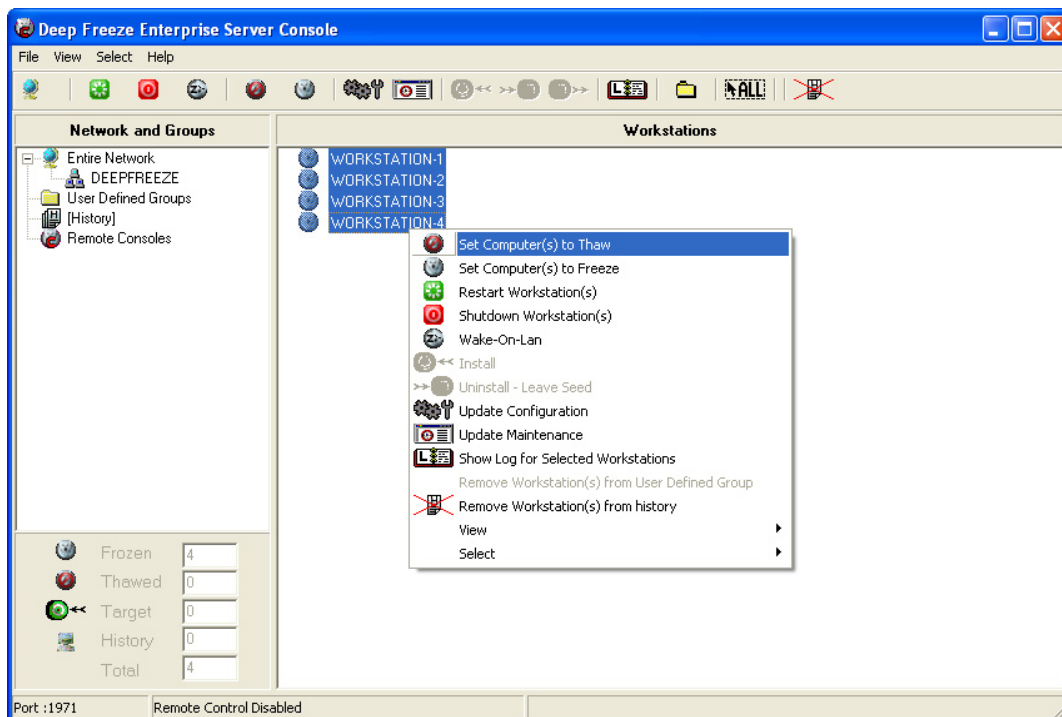 Deep Freeze Enterprise Server Console
File View Select Help
ALL
Network and Groups
Workstations
Entire Network
DEEPFREEZE
User Defined Groups
[History]
Remote Consoles
WORKSTATION-1
WORKSTATION-2
WORKSTATION-3
WORKSTATION-4
Set Computer(s) to Thaw
Set Computer(s) to Freeze
Restart Workstation(s)
Shutdown Workstation(s)
Wake-On-Lan
Install
Uninstall - Leave Seed
Update Configuration
Update Maintenance
Show Log for Selected Workstations
Remove Workstation(s) from User Defined Group
Remove Workstation(s) from history
View
Select
Frozen 4
Thawed 0
Target 0
History 0
Total 4
Port :1971 Remote Control Disabled